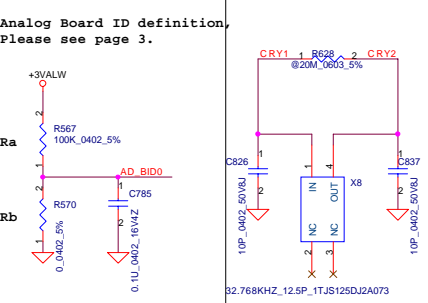 Analog Board ID definition,
Please see page 3.
+3VALW
2
R567
100K_0402_5%
Ra
1
AD_BID0
2
R570
0_0402_5%
Rb
1
1
C785
2
0.1U_0402_16V4Z
CRY1
1
R628
2
CRY2
@20M_0603_5%
C826
1
2
10P_0402_50V8J
1
4
IN
OUT
X8
NC
NC
2
3
C837
1
2
10P_0402_50V8J
32.768KHZ_12.5P_1TJS125DJ2A073